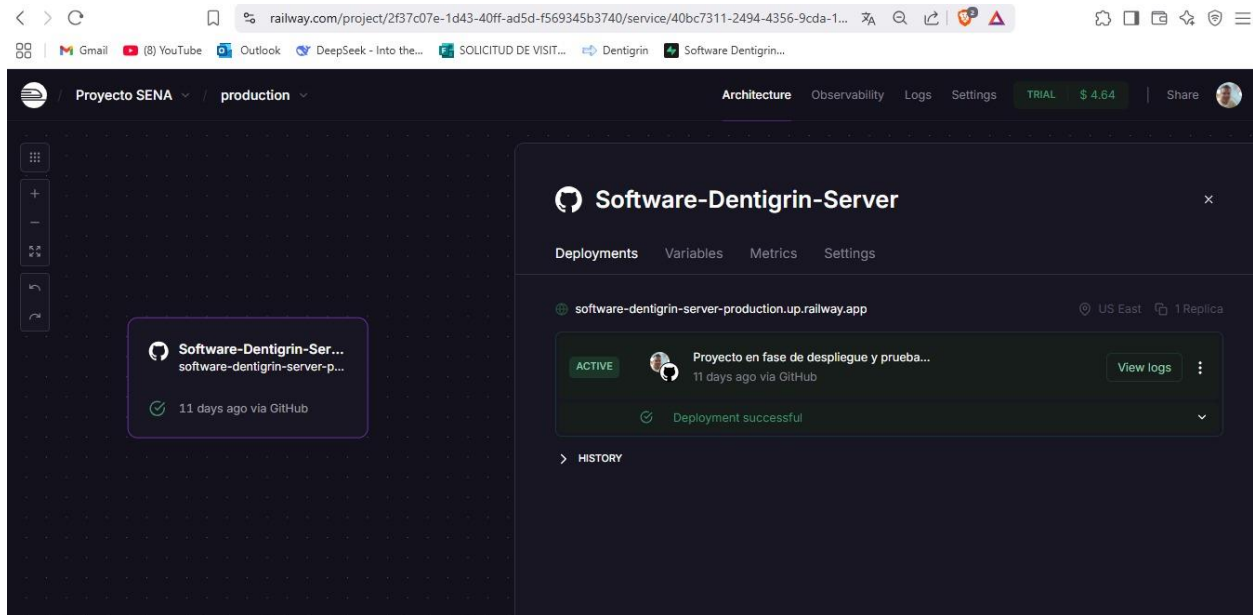 railway.com/project/2f37c07e-1d43-40ff-ad5d-f569345b3740/service/40bc7311-2494-4356-9cda-1...
Gmail (8) YouTube Outlook DeepSeek - Into the... SOLICITUD DE VISIT... Dentigrin Software Dentigrin...
/ Proyecto SENA / production Architecture Observability Logs Settings TRIAL $ 4.64 Share
Software-Dentigrin-Server
Deployments Variables Metrics Settings
software-dentigrin-server-production.up.railway.app US East 1 Replica
ACTIVE Proyecto en fase de despliegue y prueba...
11 days ago via GitHub
View logs
Deployment successful
HISTORY
Software-Dentigrin-Ser...
software-dentigrin-server-p...
11 days ago via GitHub